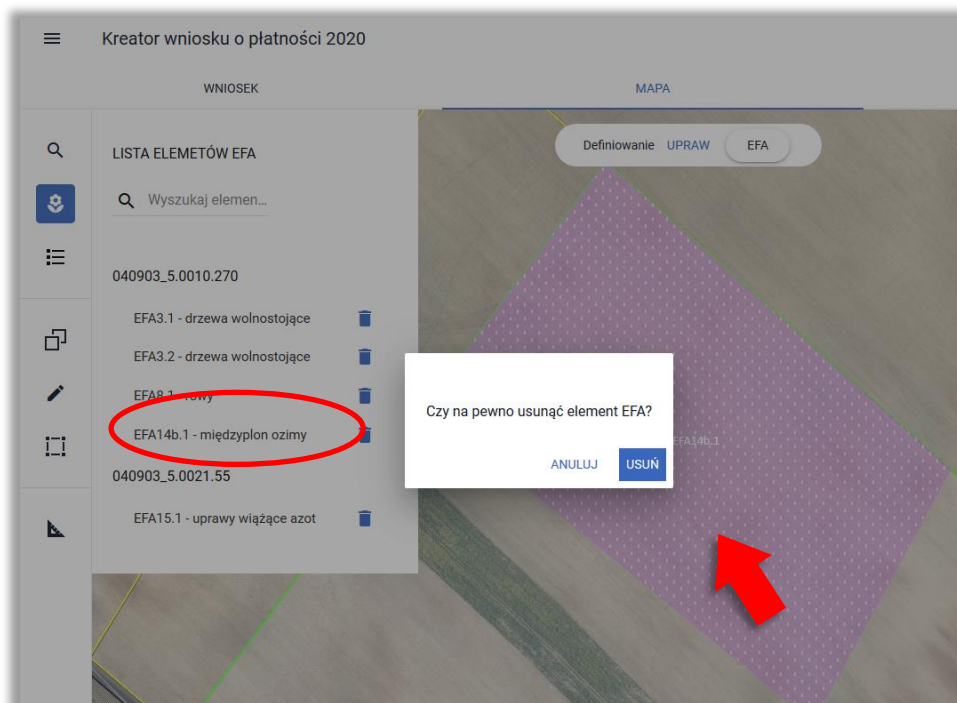 Kreator wniosku o płatności 2020
WNIOSEK
MAPA
LISTA ELEMETÓW EFA
Definiowanie UPRAW EFA
Wyszukaj elemen...
040903_5.0010.270
EFA3.1 - drzewa wolnostojące
EFA3.2 - drzewa wolnostojące
EFA8.1 - rowy
EFA14b.1 - międzyplon ozimy
040903_5.0021.55
EFA15.1 - uprawy wiążące azot
Czy na pewno usunąć element EFA?
ANULUJ
USUŃ
EFA14b.1